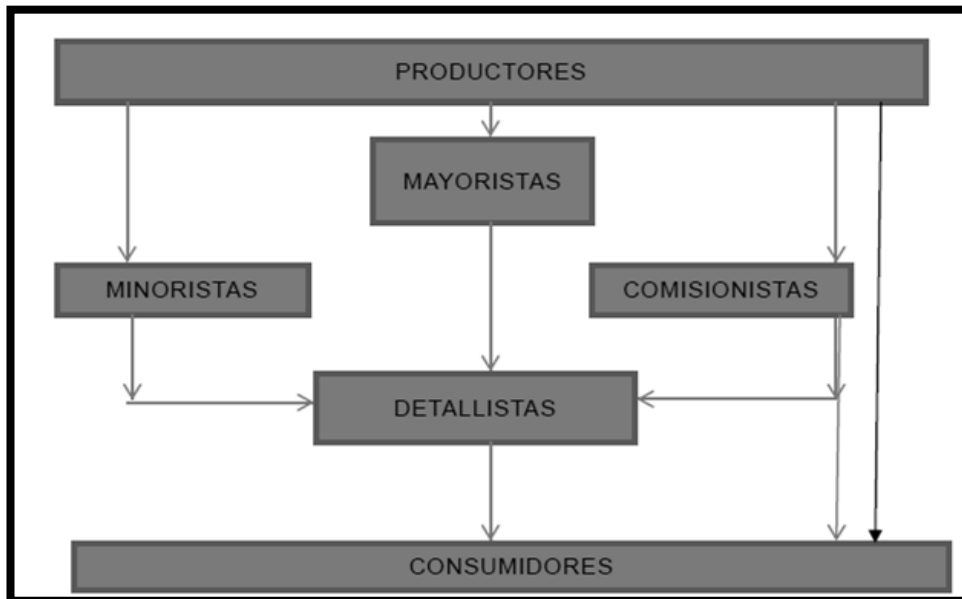 PRODUCTORES
MAYORISTAS
MINORISTAS
COMISIONISTAS
DETALLISTAS
CONSUMIDORES